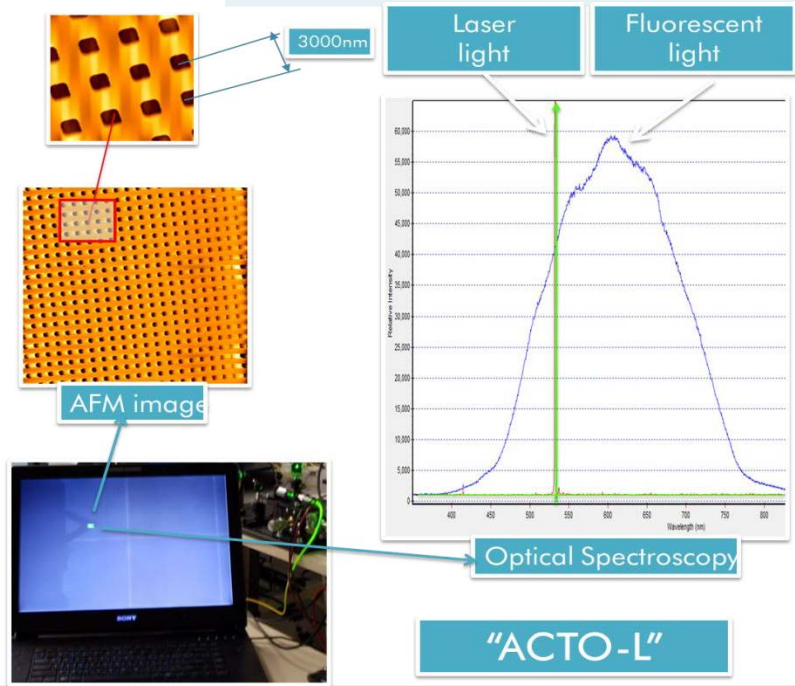 3000nm
Laser
light
Fluorescent
light
Relative Intensity
60,000
55,000
50,000
45,000
40,000
35,000
30,000
25,000
20,000
15,000
10,000
5,000
0
400
450
500
550
600
650
700
750
800
Wavelength (nm)
AFM image
Optical Spectroscopy
SONY
"ACTO-L"